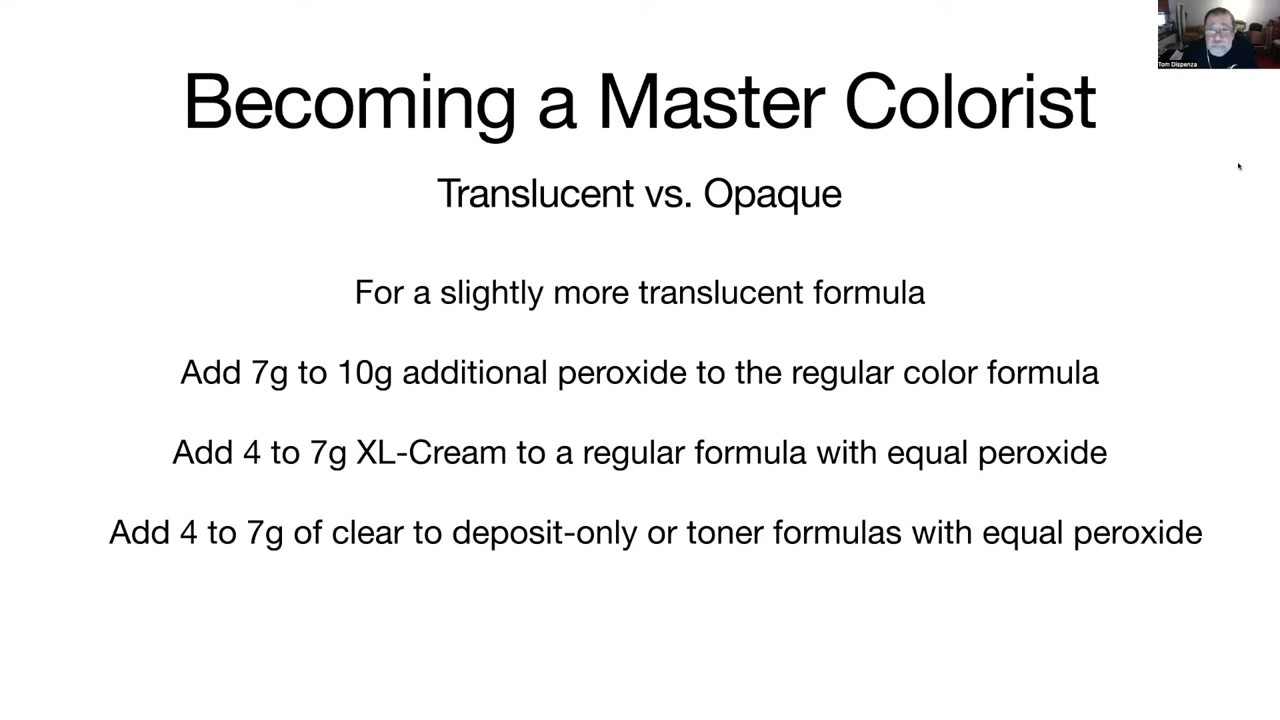 Tom Dispenza
Becoming a Master Colorist
Translucent vs. Opaque
For a slightly more translucent formula
Add 7g to 10g additional peroxide to the regular color formula
Add 4 to 7g XL-Cream to a regular formula with equal peroxide
Add 4 to 7g of clear to deposit-only or toner formulas with equal peroxide